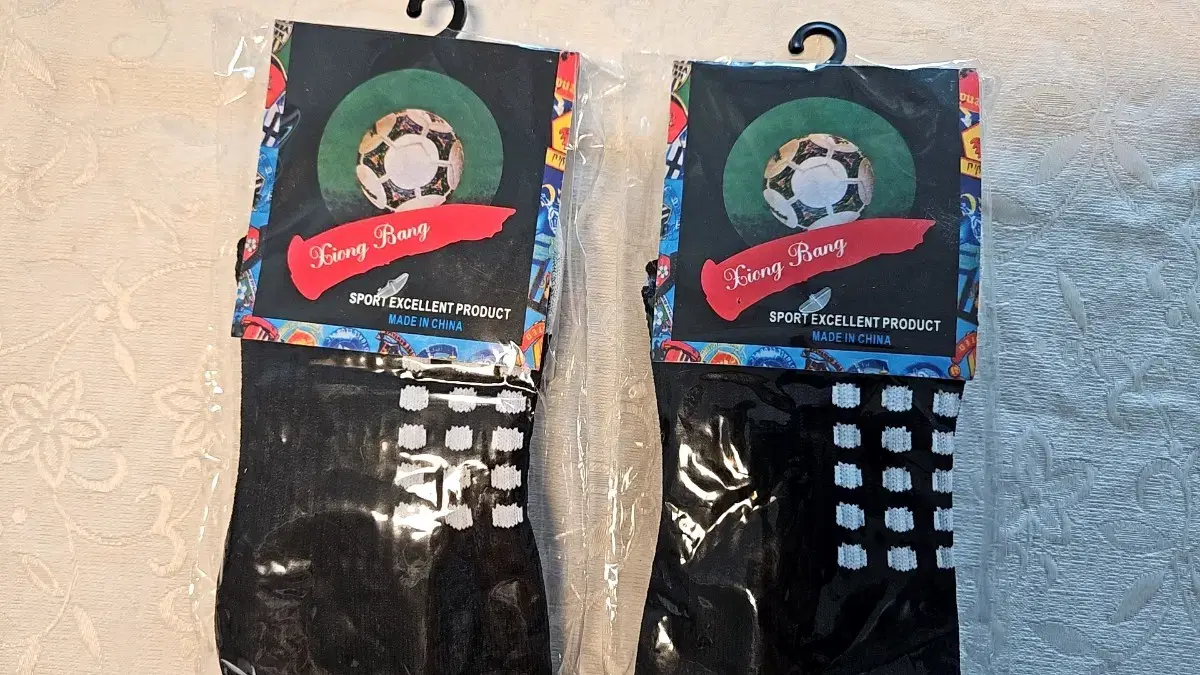 Xiong Bang
SPORT EXCELLENT PRODUCT
MADE IN CHINA
Xiong Bang
SPORT EXCELLENT PRODUCT
MADE IN CHINA